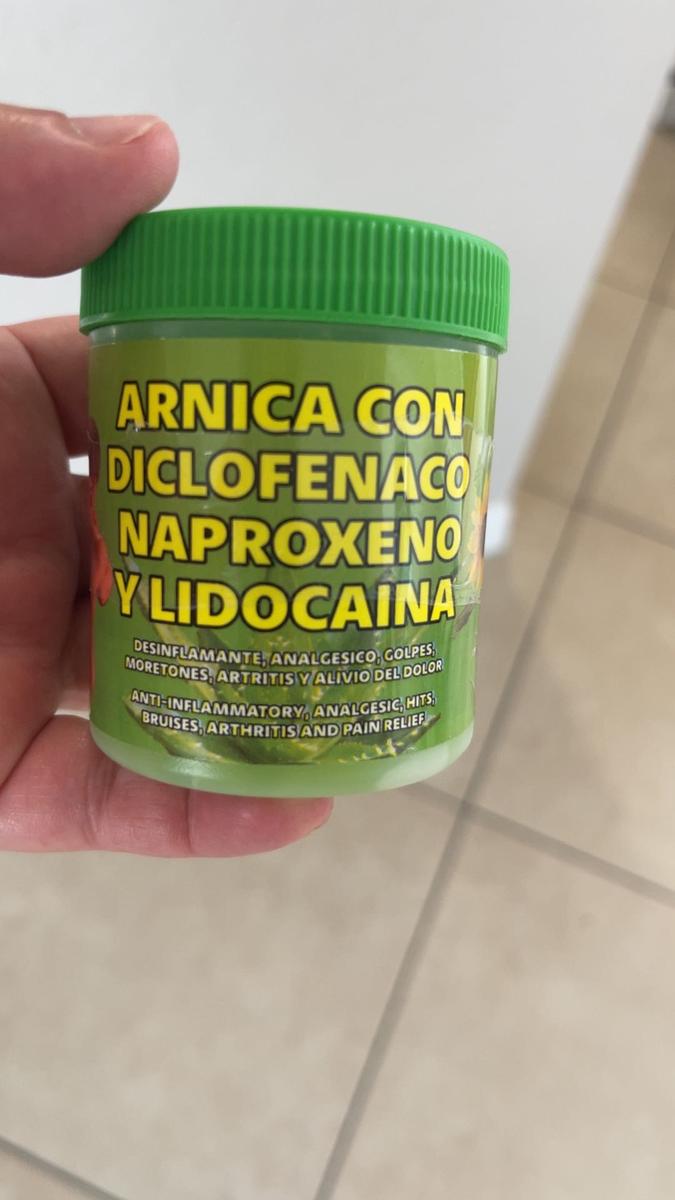 ARNICA CON
DICLOFENACO
NAPROXENO
Y LIDOCAINA
DESINFLAMANTE, ANALGESICO, GOLPES,
MORETONES, ARTRITIS Y ALIVIO DEL DOLOR
ANTI-INFLAMMATORY, ANALGESIC, HITS,
BRUISES, ARTHRITIS AND PAIN RELIEF